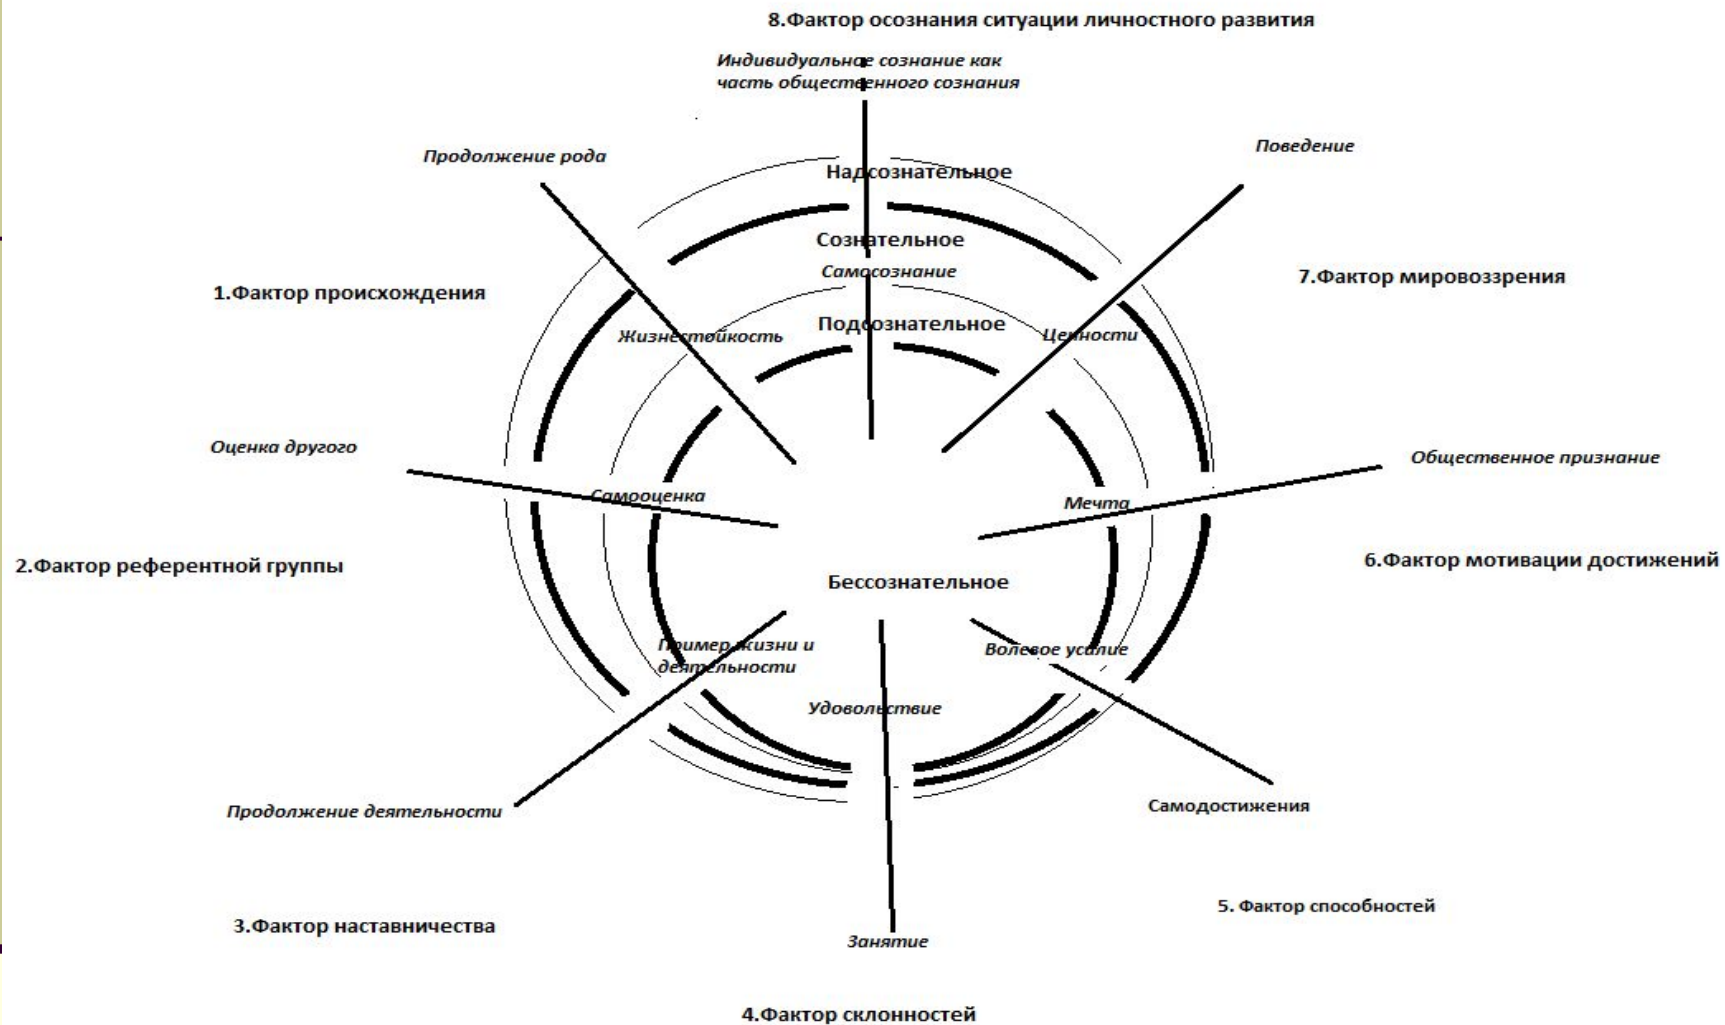 8.Фактор осознания ситуации личностного развития
Индивидуальное сознание как
часть общественного сознания
Поведение
Продолжение рода
Надсознательное
Сознательное
Самосознание
7.Фактор мировоззрения
1.Фактор происхождения
Подсознательное
Жизнестойкость
Ценности
Оценка другого
Общественное признание
Самооценка
Мечта
2.Фактор референтной группы
6.Фактор мотивации достижений
Бессознательное
Пример жизни и
деятельности
Волевое усилие
Удовольствие
Продолжение деятельности
Самодостижения
5. Фактор способностей
3.Фактор наставничества
Занятие
4.Фактор склонностей